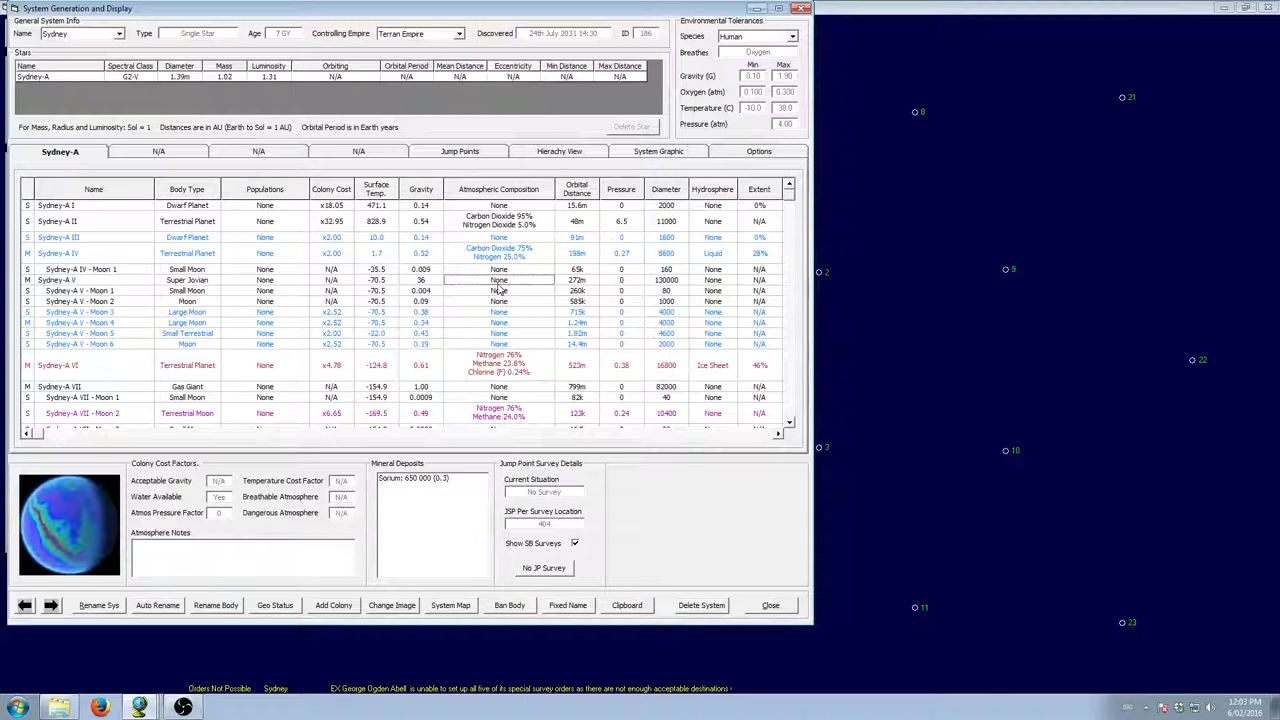 System Generation and Display
General System Info
Name Sydney Type Single Star Age 7 GY Controlling Empire Terran Empire Discovered 24th July 2031 14:30 ID 186
Environmental Tolerances
Species Human
Breathes Oxygen
Min Max
Gravity (G) 0.10 1.90
Oxygen (atm) 0.100 0.300
Temperature (C) -10.0 38.0
Pressure (atm) 4.00
Stars
Name Spectral Class Diameter Mass Luminosity Orbiting Orbital Period Mean Distance Eccentricity Min Distance Max Distance
Sydney-A G2-V 1.39m 1.02 1.31 N/A N/A N/A N/A N/A N/A
For Mass, Radius and Luminosity: Sol = 1 Distances are in AU (Earth to Sol = 1 AU) Orbital Period is in Earth years Delete Star
Sydney-A N/A N/A N/A Jump Points Hierachy View System Graphic Options
Name Body Type Populations Colony Cost Surface Temp. Gravity Atmospheric Composition Orbital Distance Pressure Diameter Hydrosphere Extent
S Sydney-A I Dwarf Planet None x18.05 471.1 0.14 None 15.6m 0 2000 None 0%
S Sydney-A II Terrestrial Planet None x32.95 828.9 0.54 Carbon Dioxide 95% Nitrogen Dioxide 5.0% 48m 6.5 11000 None N/A
S Sydney-A III Dwarf Planet None x2.00 10.0 0.14 None 91m 0 1600 None 0%
M Sydney-A IV Terrestrial Planet None x2.00 1.7 0.52 Carbon Dioxide 75% Nitrogen 25.0% 198m 0.27 8600 Liquid 28%
S Sydney-A IV - Moon 1 Small Moon None N/A -35.5 0.009 None 65k 0 160 None N/A
M Sydney-A V Super Jovian None N/A -70.5 36 None 272m 0 130000 None N/A
S Sydney-A V - Moon 1 Small Moon None N/A -70.5 0.004 None 260k 0 80 None N/A
S Sydney-A V - Moon 2 Moon None N/A -70.5 0.09 None 585k 0 1000 None N/A
S Sydney-A V - Moon 3 Large Moon None x2.52 -70.5 0.38 None 715k 0 4000 None N/A
M Sydney-A V - Moon 4 Large Moon None x2.52 -70.5 0.34 None 1.24m 0 4000 None N/A
S Sydney-A V - Moon 5 Small Terrestrial None x2.00 -22.0 0.43 None 1.82m 0 4600 None N/A
S Sydney-A V - Moon 6 Moon None x2.52 -70.5 0.19 None 14.4m 0 2000 None N/A
M Sydney-A VI Terrestrial Planet None x4.78 -124.8 0.61 Nitrogen 76% Methane 23.8% Chlorine (F) 0.24% 523m 0.38 16800 Ice Sheet 46%
M Sydney-A VII Gas Giant None N/A -154.9 1.00 None 799m 0 82000 None N/A
S Sydney-A VII - Moon 1 Small Moon None N/A -154.9 0.0009 None 82k 0 40 None N/A
S Sydney-A VII - Moon 2 Terrestrial Moon None x6.65 -169.5 0.49 Nitrogen 76% Methane 24.0% 123k 0.24 10400 None N/A
Colony Cost Factors.
Acceptable Gravity N/A Temperature Cost Factor N/A
Water Available Yes Breathable Atmosphere N/A
Atmos Pressure Factor 0 Dangerous Atmosphere N/A
Atmosphere Notes
Mineral Deposits
Sorium: 650 000 (0.3)
Jump Point Survey Details
Current Situation
No Survey
JSP Per Survey Location
404
Show SB Surveys
No JP Survey
Rename Sys Auto Rename Rename Body Geo Status Add Colony Change Image System Map Ban Body Fixed Name Clipboard Delete System Close
21
8
2
9
22
3
10
11
23
Orders Not Possible Sydney EX George Ogden Abell is unable to set up all five of its special survey orders as there are not enough acceptable destinations
12:03 PM
6/02/2016